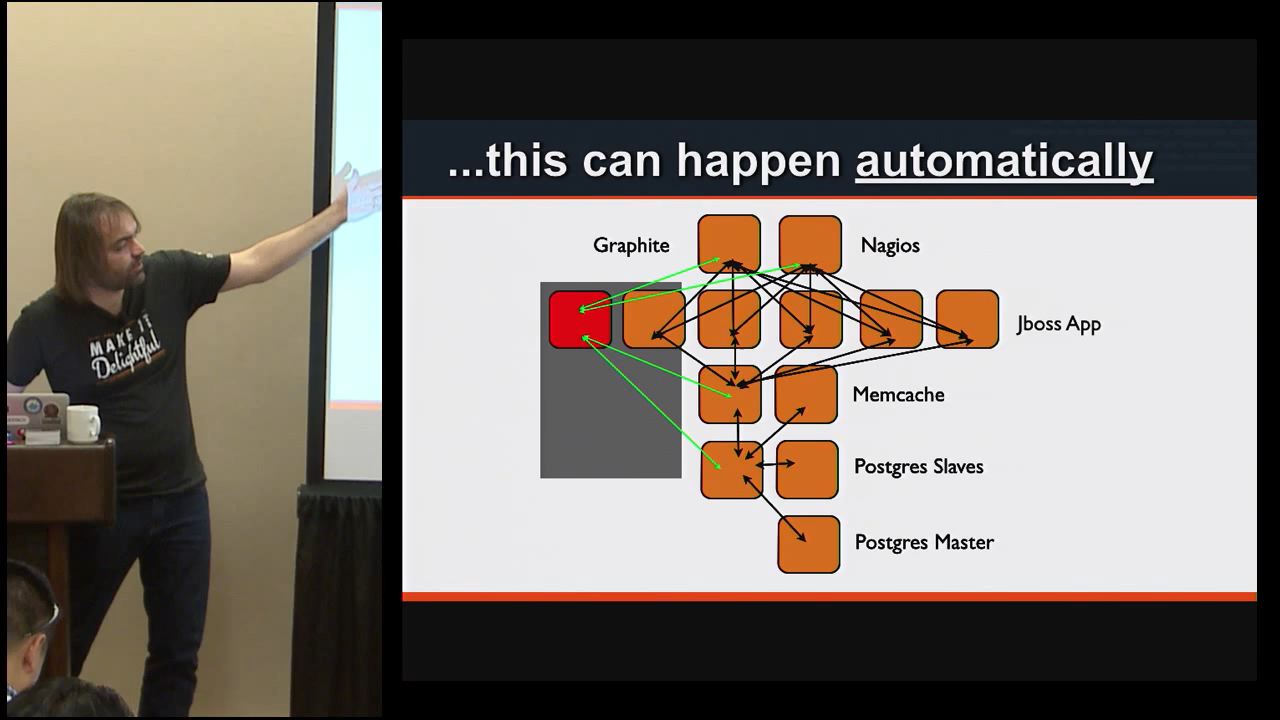 ...this can happen automatically
Graphite
Nagios
Jboss App
Memcache
Postgres Slaves
Postgres Master
MAKE IT
Delightful